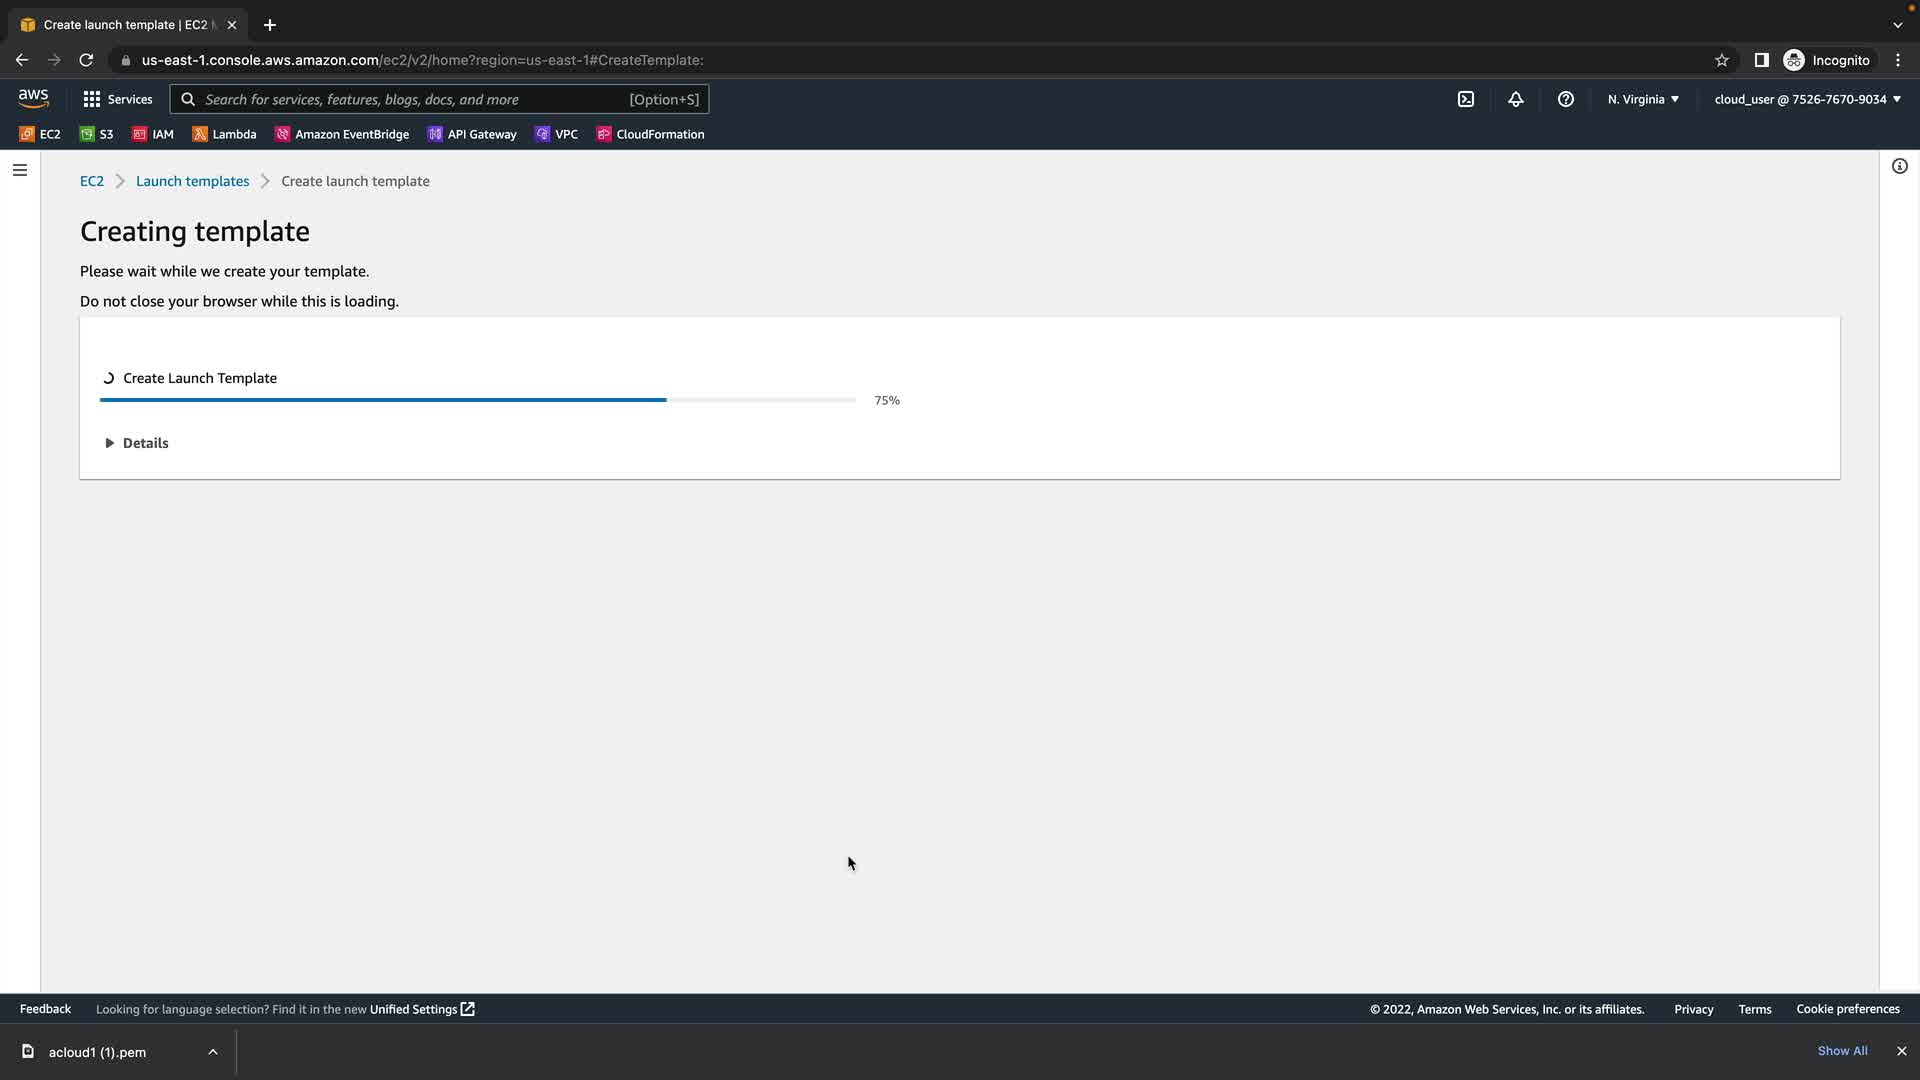 Create launch template | EC2 M
us-east-1.console.aws.amazon.com/ec2/v2/home?region=us-east-1#CreateTemplate:
Incognito
aws
Services
Search for services, features, blogs, docs, and more
[Option+S]
N. Virginia
cloud_user @ 7526-7670-9034
EC2
S3
IAM
Lambda
Amazon EventBridge
API Gateway
VPC
CloudFormation
EC2
Launch templates
Create launch template
Creating template
Please wait while we create your template.
Do not close your browser while this is loading.
Create Launch Template
75%
Details
Feedback
Looking for language selection? Find it in the new Unified Settings
© 2022, Amazon Web Services, Inc. or its affiliates.
Privacy
Terms
Cookie preferences
acloud1 (1).pem
Show All